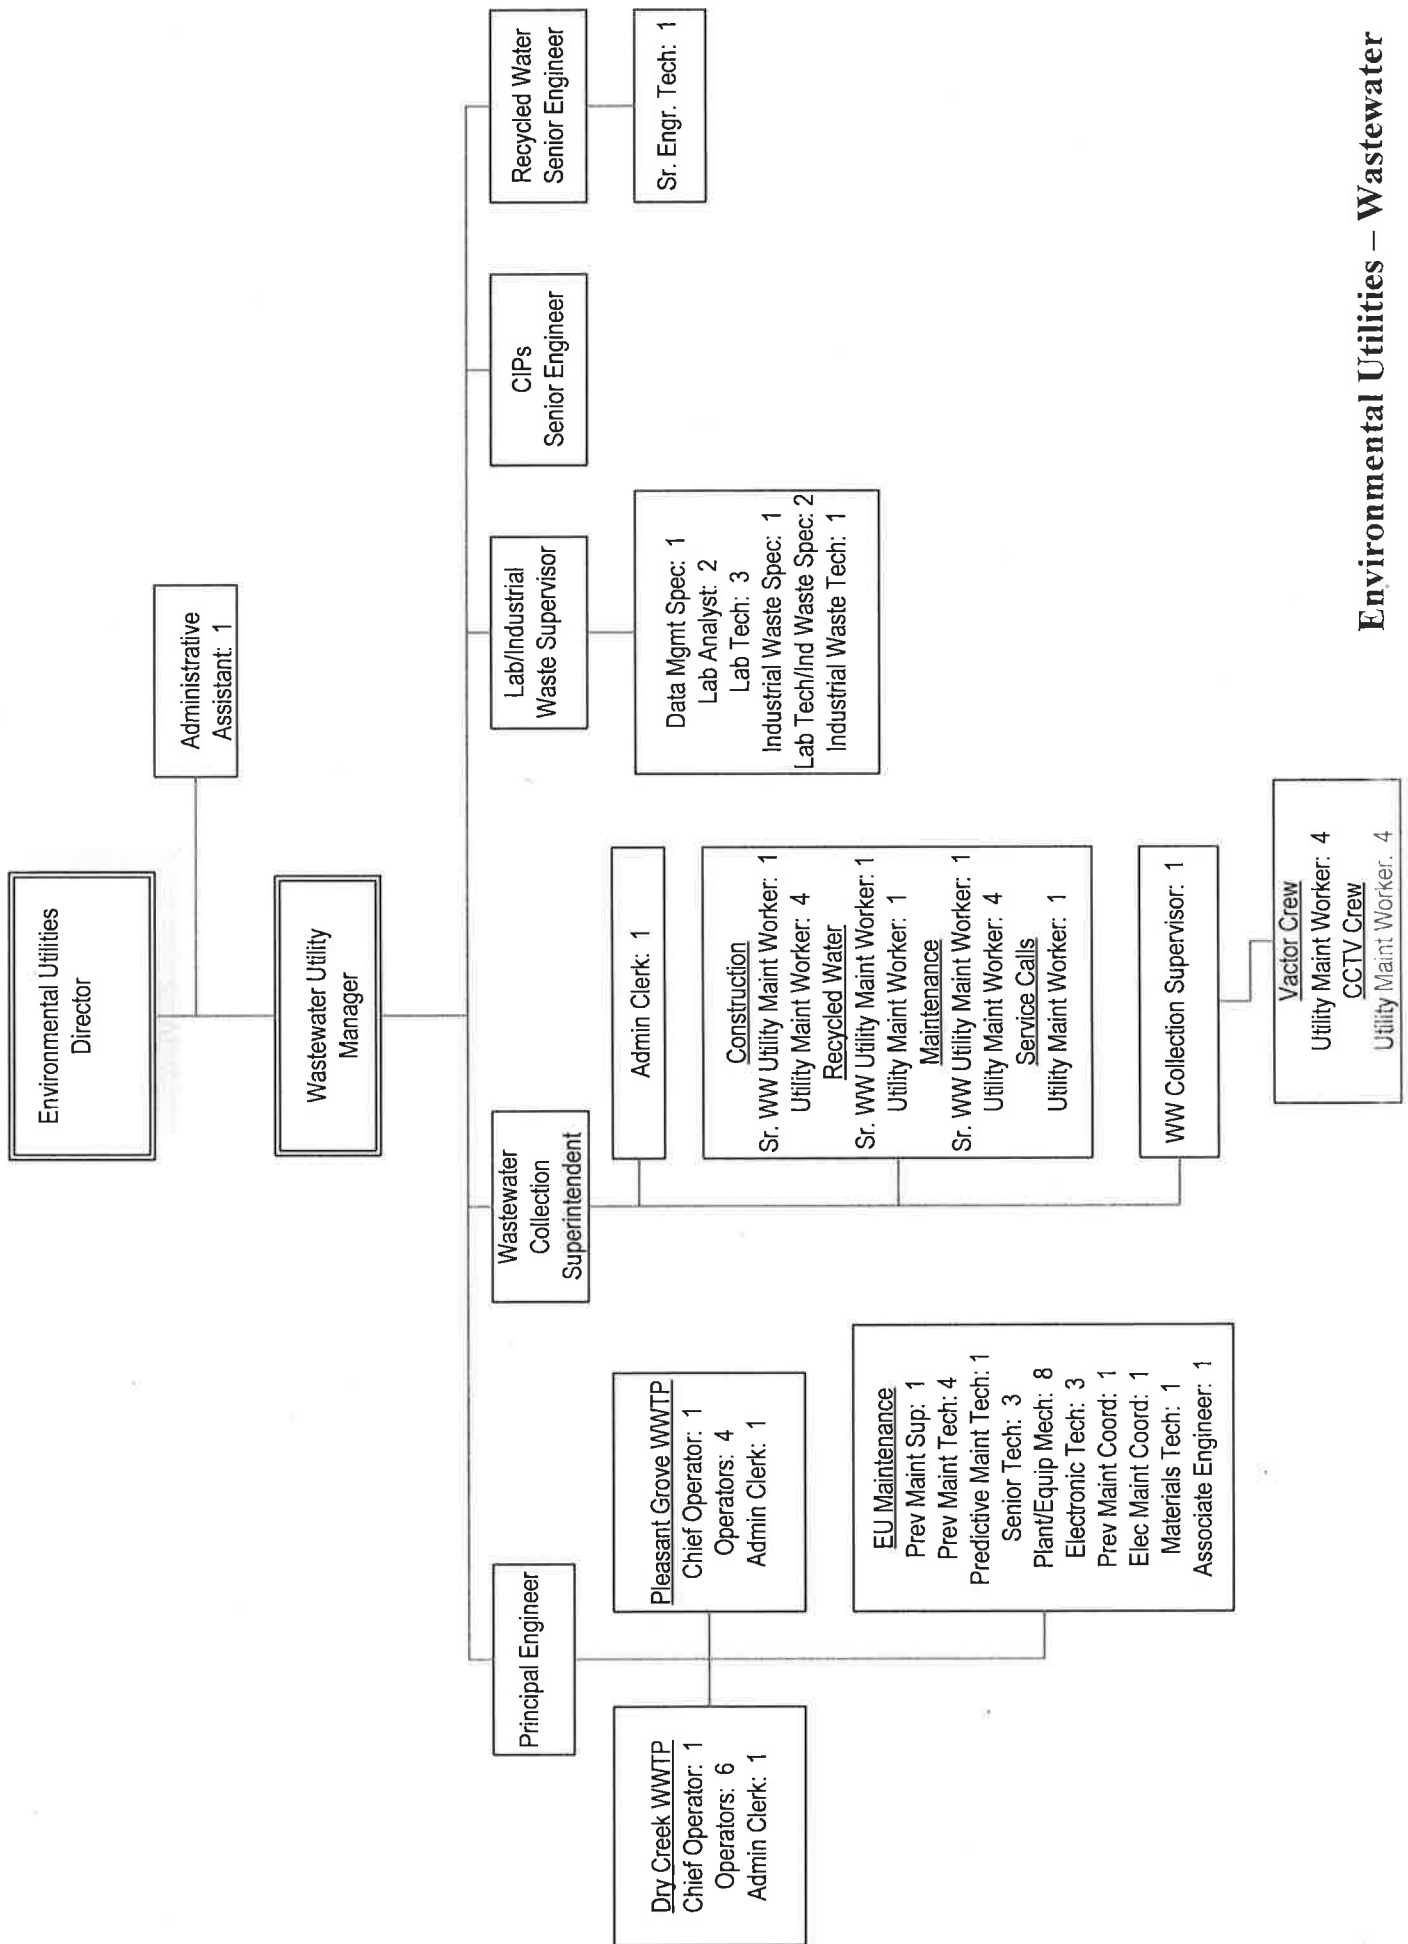 Environmental Utilities
Director
Administrative
Assistant: 1
Wastewater Utility
Manager
Principal Engineer
Dry Creek WWTP
Chief Operator: 1
Operators: 6
Admin Clerk: 1
Pleasant Grove WWTP
Chief Operator: 1
Operators: 4
Admin Clerk: 1
EU Maintenance
Prev Maint Sup: 1
Prev Maint Tech: 4
Predictive Maint Tech: 1
Senior Tech: 3
Plant/Equip Mech: 8
Electronic Tech: 3
Prev Maint Coord: 1
Elec Maint Coord: 1
Materials Tech: 1
Associate Engineer: 1
Wastewater
Collection
Superintendent
Admin Clerk: 1
Construction
Sr. WW Utility Maint Worker: 1
Utility Maint Worker: 4
Recycled Water
Sr. WW Utility Maint Worker: 1
Utility Maint Worker: 1
Maintenance
Sr. WW Utility Maint Worker: 1
Utility Maint Worker: 4
Service Calls
Utility Maint Worker: 1
WW Collection Supervisor: 1
Vactor Crew
Utility Maint Worker: 4
CCTV Crew
Utility Maint Worker: 4
Lab/Industrial
Waste Supervisor
Data Mgmt Spec: 1
Lab Analyst: 2
Lab Tech: 3
Industrial Waste Spec: 1
Lab Tech/Ind Waste Spec: 2
Industrial Waste Tech: 1
CIPs
Senior Engineer
Recycled Water
Senior Engineer
Sr. Engr. Tech: 1
Environmental Utilities – Wastewater